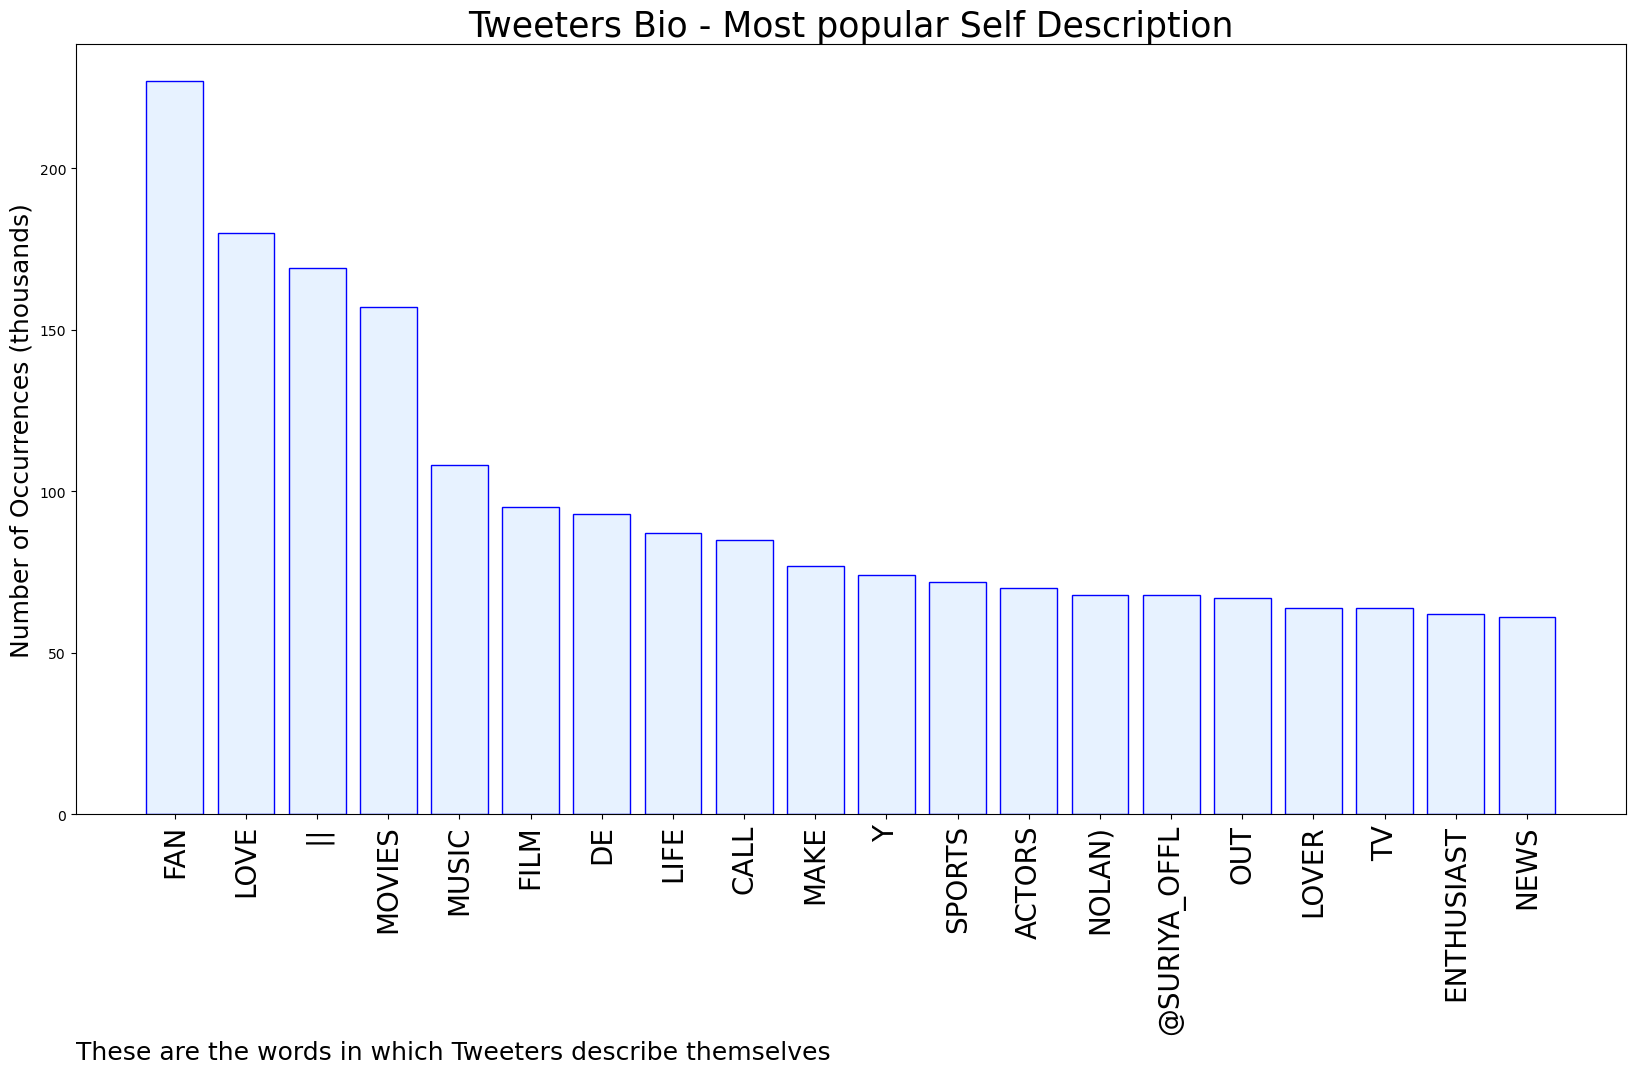 Tweeters Bio - Most popular Self Description
Number of Occurrences (thousands)
200
150
100
50
0
FAN
LOVE
||
MOVIES
MUSIC
FILM
DE
LIFE
CALL
MAKE
Y
SPORTS
ACTORS
NOLAN)
@SURIYA_OFFL
OUT
LOVER
TV
ENTHUSIAST
NEWS
These are the words in which Tweeters describe themselves